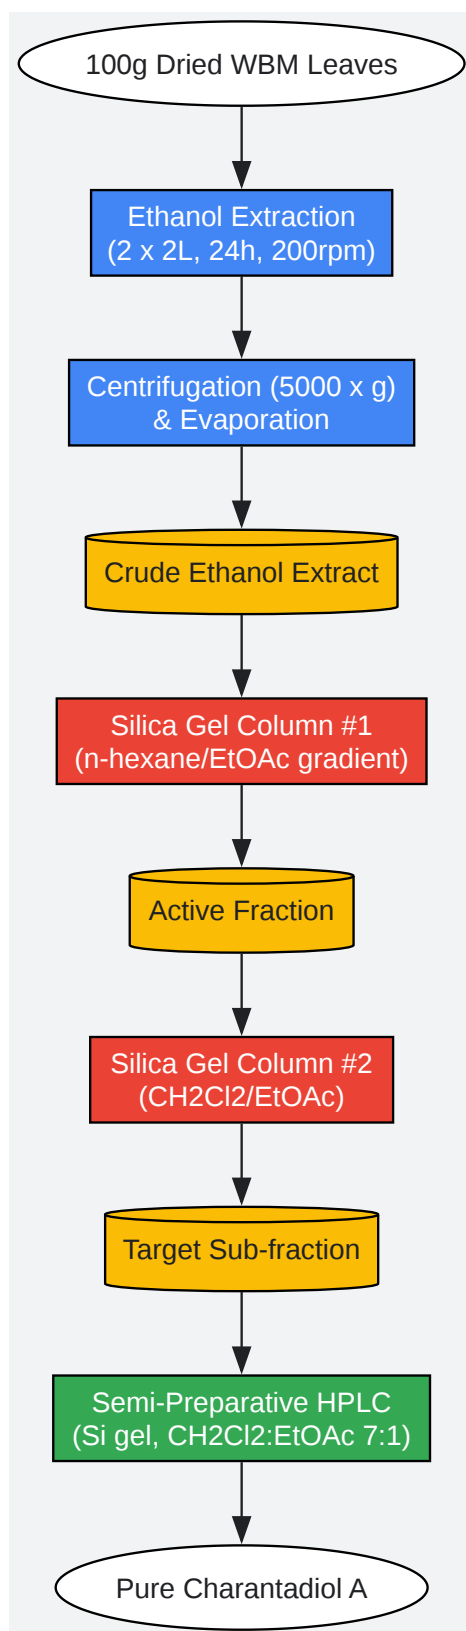 100g Dried WBM Leaves
Ethanol Extraction
(2 x 2L, 24h, 200rpm)
Centrifugation (5000 x g)
& Evaporation
Crude Ethanol Extract
Silica Gel Column #1
(n-hexane/EtOAc gradient)
Active Fraction
Silica Gel Column #2
(CH2Cl2/EtOAc)
Target Sub-fraction
Semi-Preparative HPLC
(Si gel, CH2Cl2:EtOAc 7:1)
Pure Charantadiol A